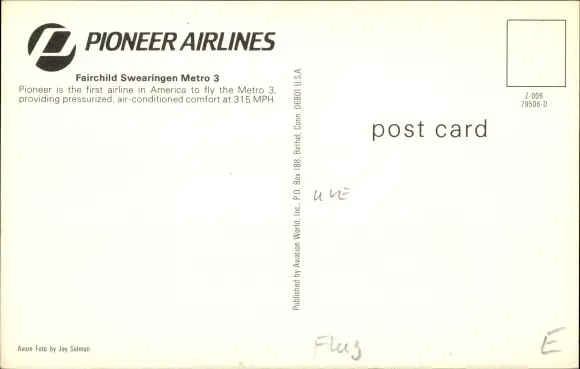 PIONEER AIRLINES
Fairchild Swearingen Metro 3
Pioneer is the first airline in America to fly the Metro 3,
providing pressurized, air-conditioned comfort at 315 MPH.
Published by Aviation World, Inc., P.O. Box 188, Bethel, Conn. 06801 U.S.A.
Z-006
79506-D
post card
Avion Foto by Jay Selman
Flug
E